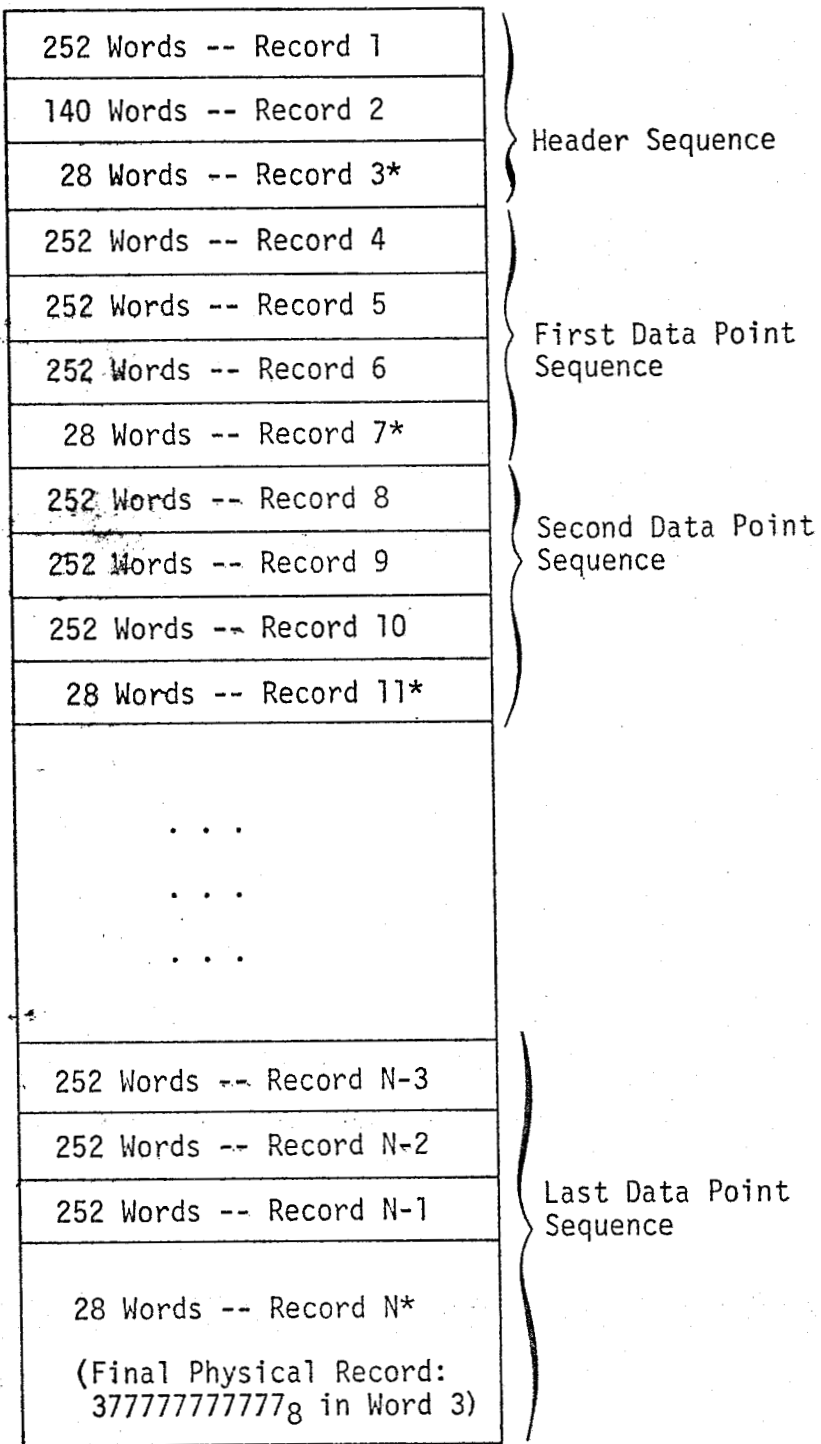 252 Words -- Record 1
140 Words -- Record 2
28 Words -- Record 3*
Header Sequence
252 Words -- Record 4
252 Words -- Record 5
252 Words -- Record 6
28 Words -- Record 7*
First Data Point
Sequence
252 Words -- Record 8
252 Words -- Record 9
252 Words -- Record 10
28 Words -- Record 11*
Second Data Point
Sequence
. . .
. . .
. . .
252 Words -- Record N-3
252 Words -- Record N-2
252 Words -- Record N-1
28 Words -- Record N*
(Final Physical Record:
377777777777₈ in Word 3)
Last Data Point
Sequence